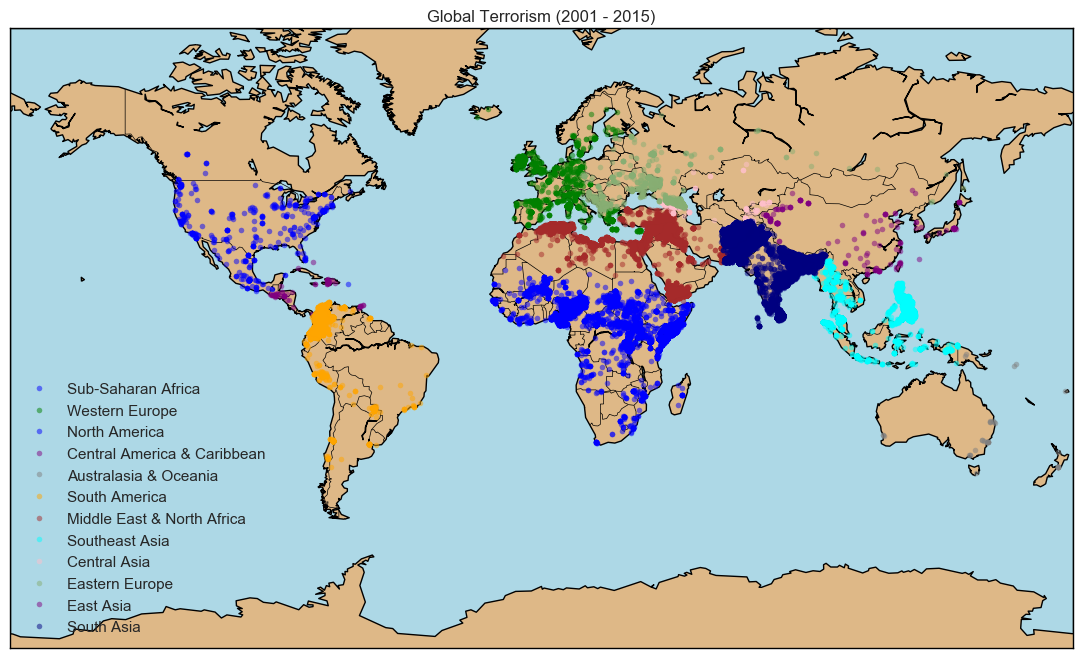 Global Terrorism (2001 - 2015)
Sub-Saharan Africa
Western Europe
North America
Central America & Caribbean
Australasia & Oceania
South America
Middle East & North Africa
Southeast Asia
Central Asia
Eastern Europe
East Asia
South Asia